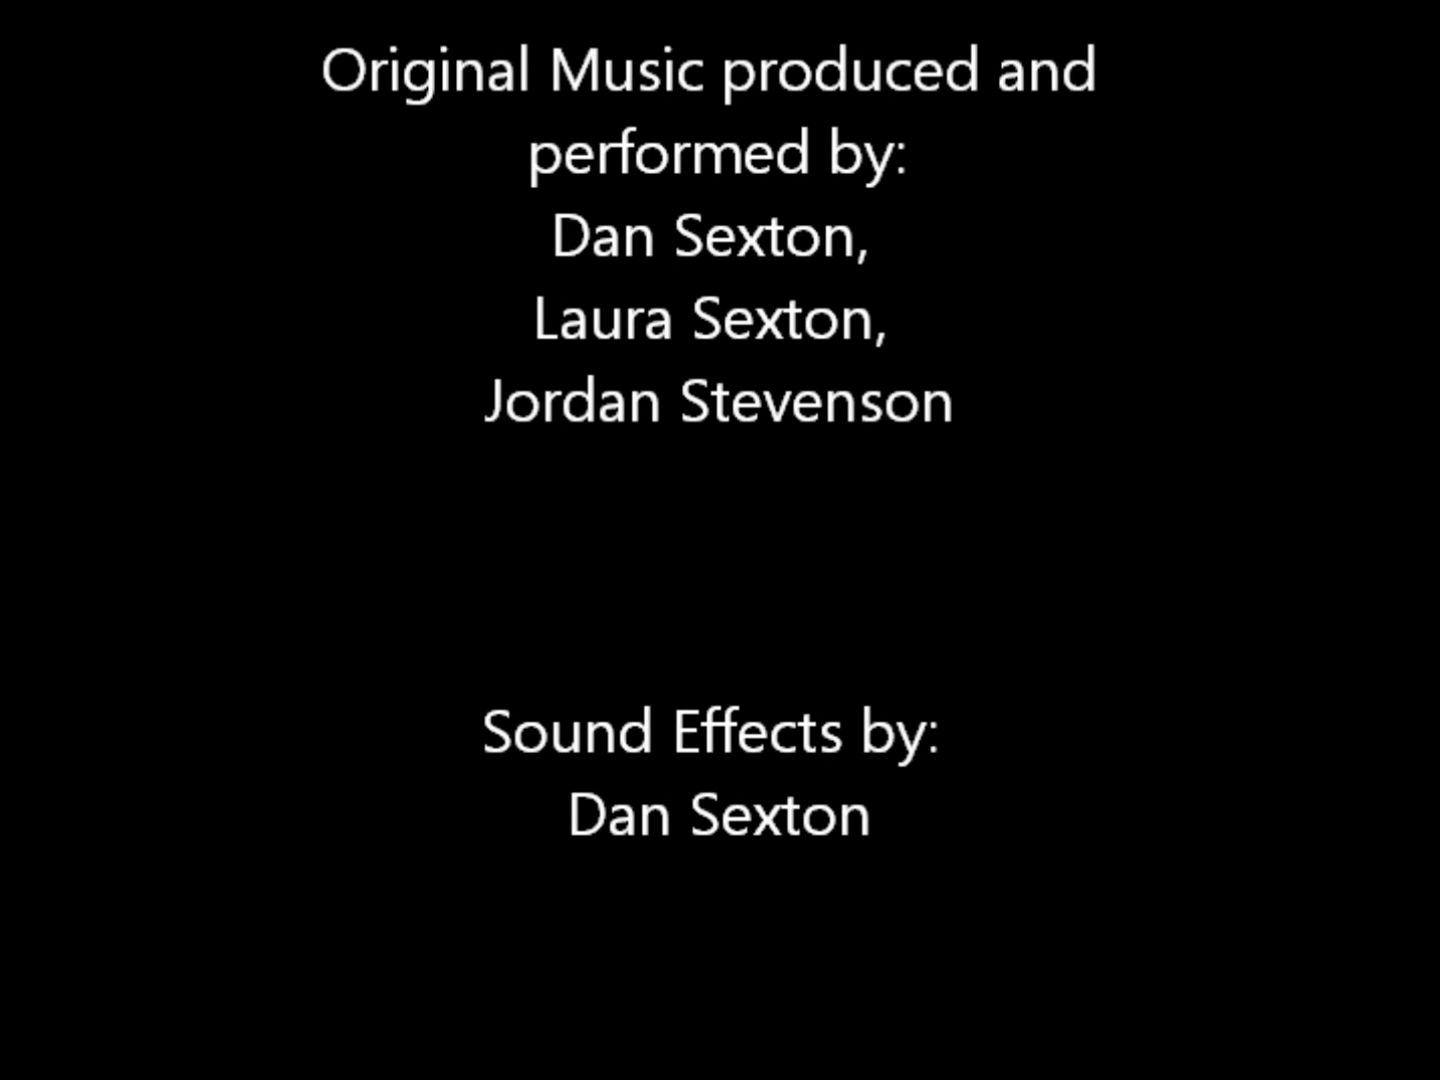 Original Music produced and
performed by:
Dan Sexton,
Laura Sexton,
Jordan Stevenson
Sound Effects by:
Dan Sexton